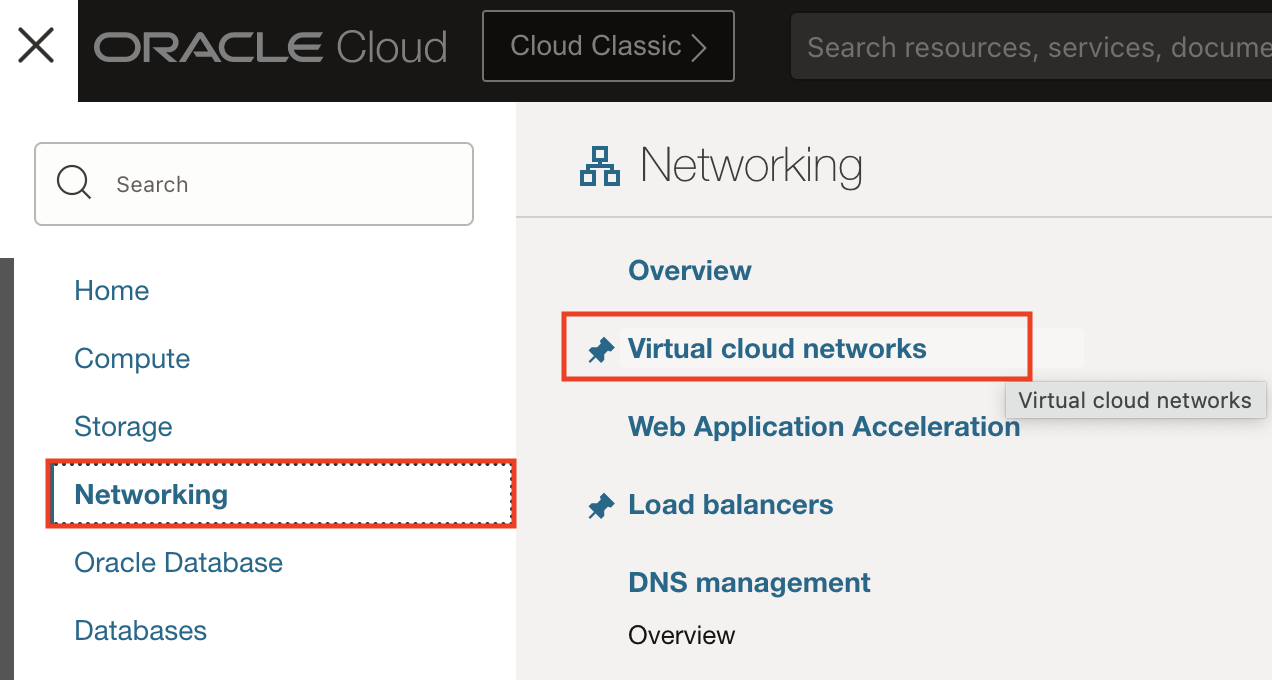 ORACLE Cloud
Cloud Classic
Search resources, services, docume
Search
Home
Compute
Storage
Networking
Oracle Database
Databases
Networking
Overview
Virtual cloud networks
Virtual cloud networks
Web Application Acceleration
Load balancers
DNS management
Overview